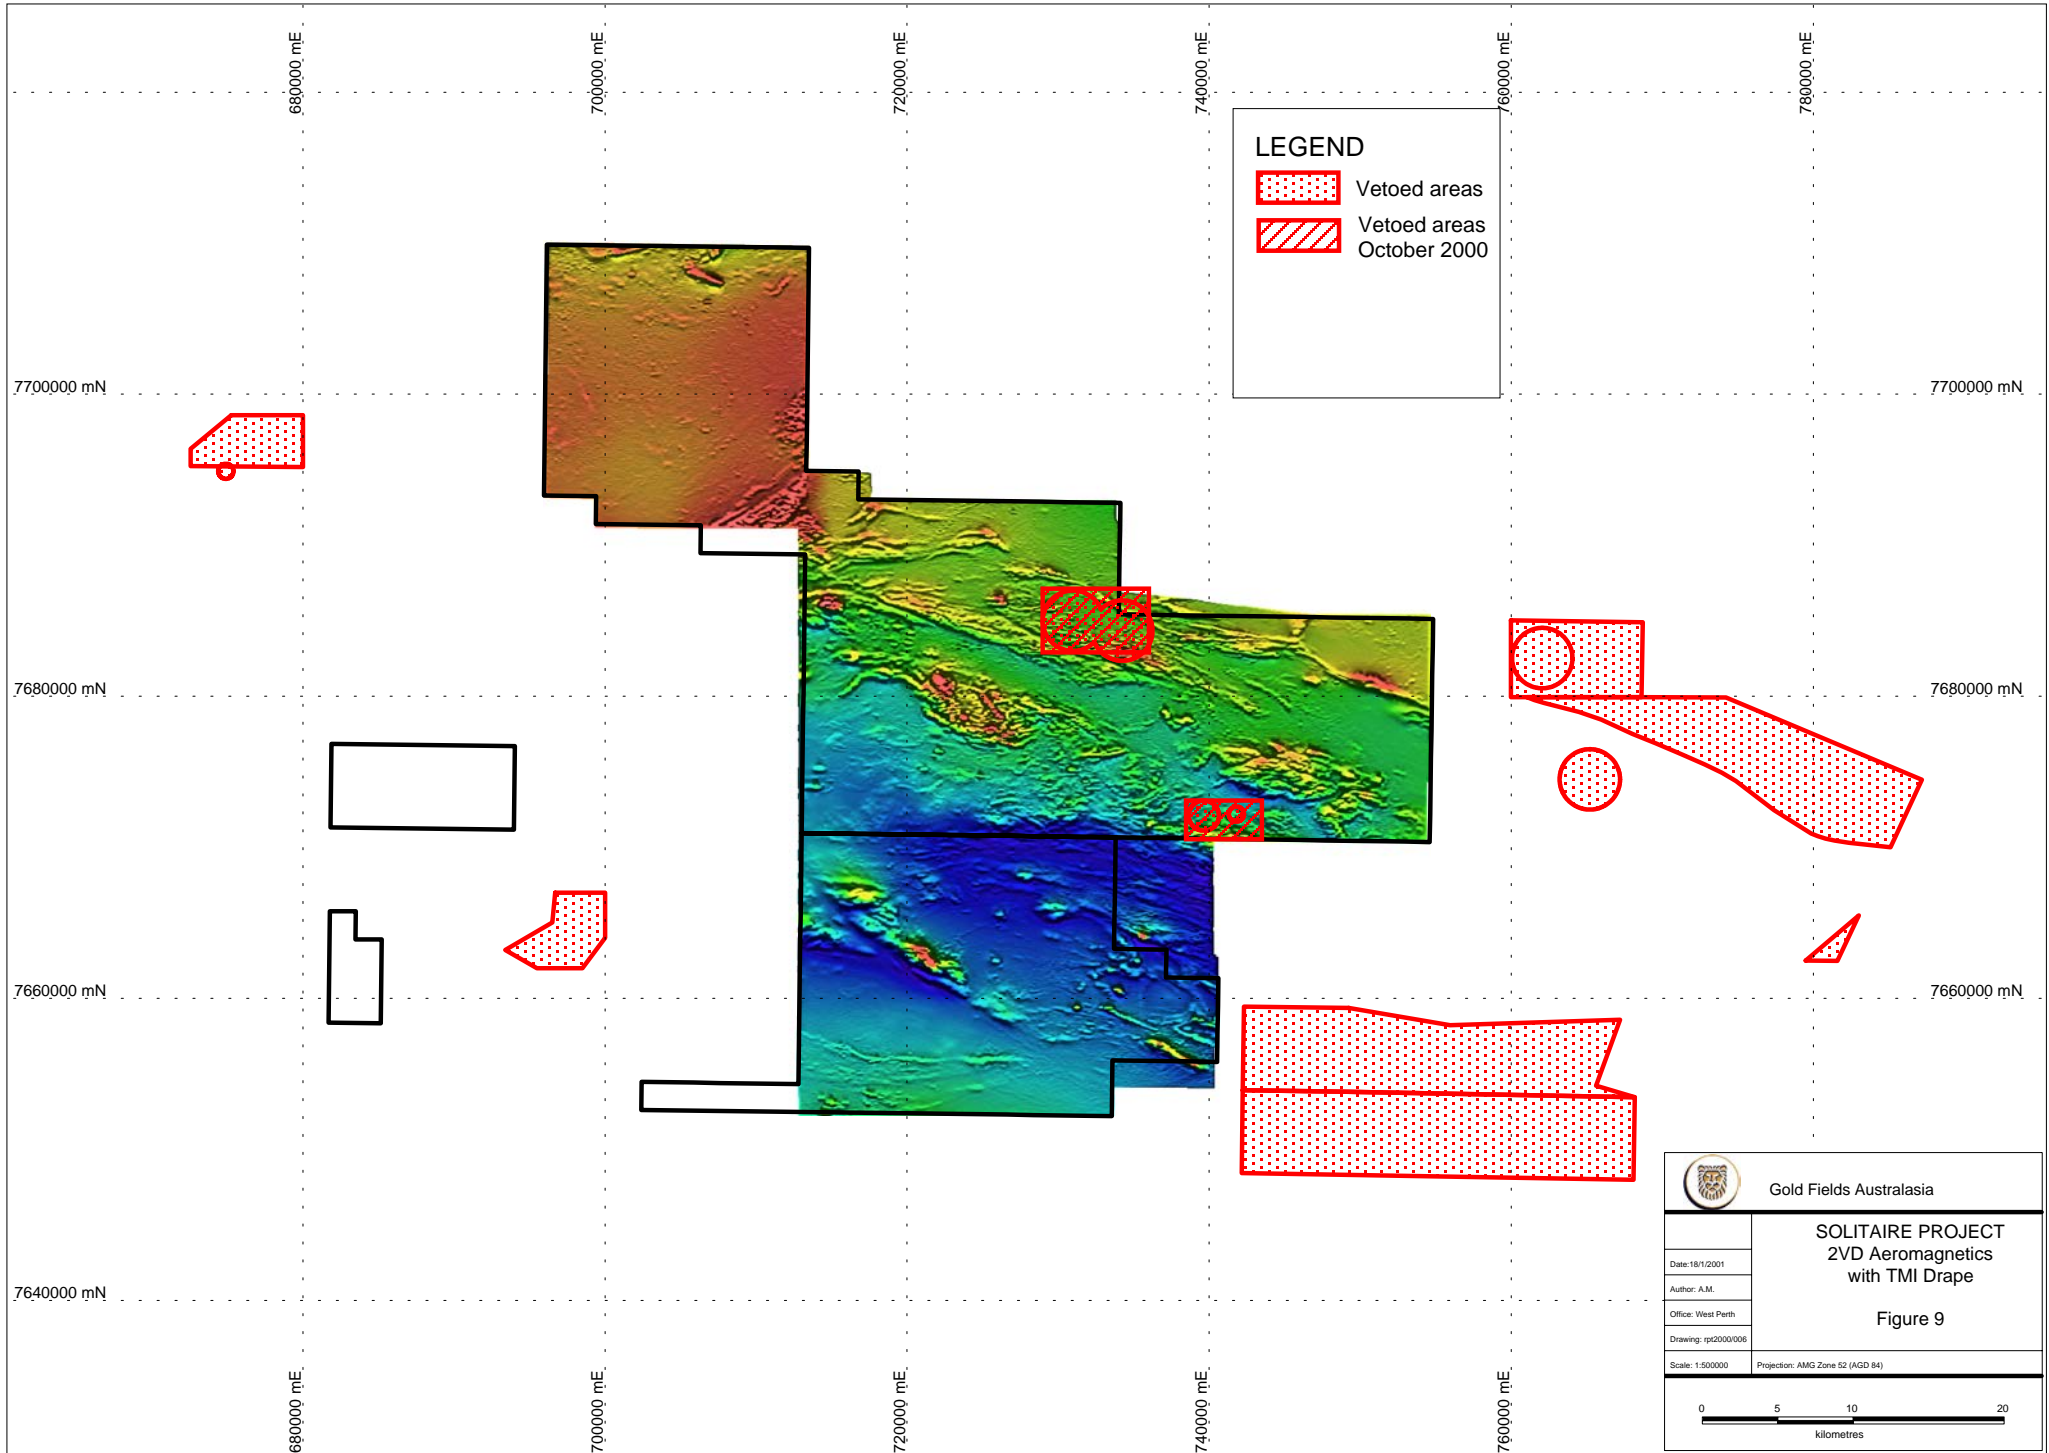 680000 mE
700000 mE
720000 mE
740000 mE
760000 mE
780000 mE
LEGEND
Vetoed areas
Vetoed areas
October 2000
7700000 mN
7700000 mN
7680000 mN
7680000 mN
7660000 mN
7660000 mN
7640000 mN
Gold Fields Australasia
SOLITAIRE PROJECT
2VD Aeromagnetics
with TMI Drape
Figure 9
Date:18/1/2001
Author: A.M.
Office: West Perth
Drawing: rpt2000/006
Scale: 1:500000
Projection: AMG Zone 52 (AGD 84)
0 5 10 20
kilometres
680000 mE
700000 mE
720000 mE
740000 mE
760000 mE